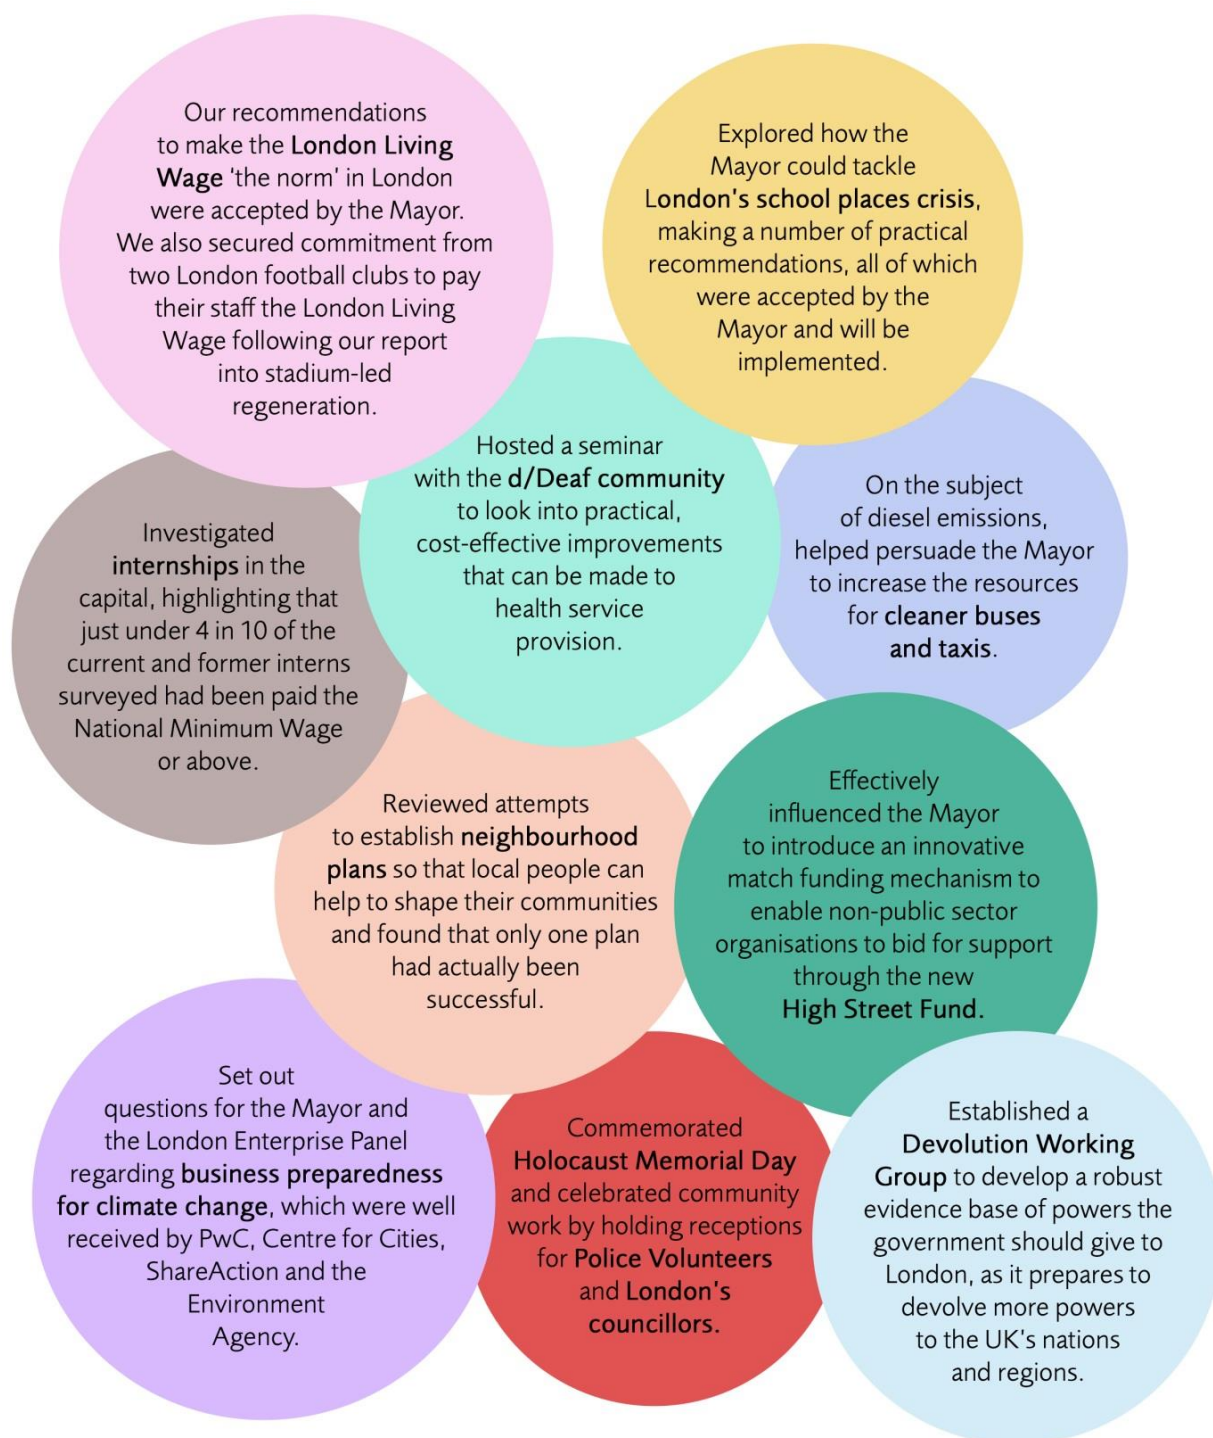 Our recommendations
to make the London Living
Wage ‘the norm’ in London
were accepted by the Mayor.
We also secured commitment from
two London football clubs to pay
their staff the London Living
Wage following our report
into stadium-led
regeneration.
Explored how the
Mayor could tackle
London's school places crisis,
making a number of practical
recommendations, all of which
were accepted by the
Mayor and will be
implemented.
Hosted a seminar
with the d/Deaf community
to look into practical,
cost-effective improvements
that can be made to
health service
provision.
On the subject
of diesel emissions,
helped persuade the Mayor
to increase the resources
for cleaner buses
and taxis.
Investigated
internships in the
capital, highlighting that
just under 4 in 10 of the
current and former interns
surveyed had been paid the
National Minimum Wage
or above.
Reviewed attempts
to establish neighbourhood
plans so that local people can
help to shape their communities
and found that only one plan
had actually been
successful.
Effectively
influenced the Mayor
to introduce an innovative
match funding mechanism to
enable non-public sector
organisations to bid for support
through the new
High Street Fund.
Set out
questions for the Mayor and
the London Enterprise Panel
regarding business preparedness
for climate change, which were well
received by PwC, Centre for Cities,
ShareAction and the
Environment
Agency.
Commemorated
Holocaust Memorial Day
and celebrated community
work by holding receptions
for Police Volunteers
and London's
councillors.
Established a
Devolution Working
Group to develop a robust
evidence base of powers the
government should give to
London, as it prepares to
devolve more powers
to the UK's nations
and regions.